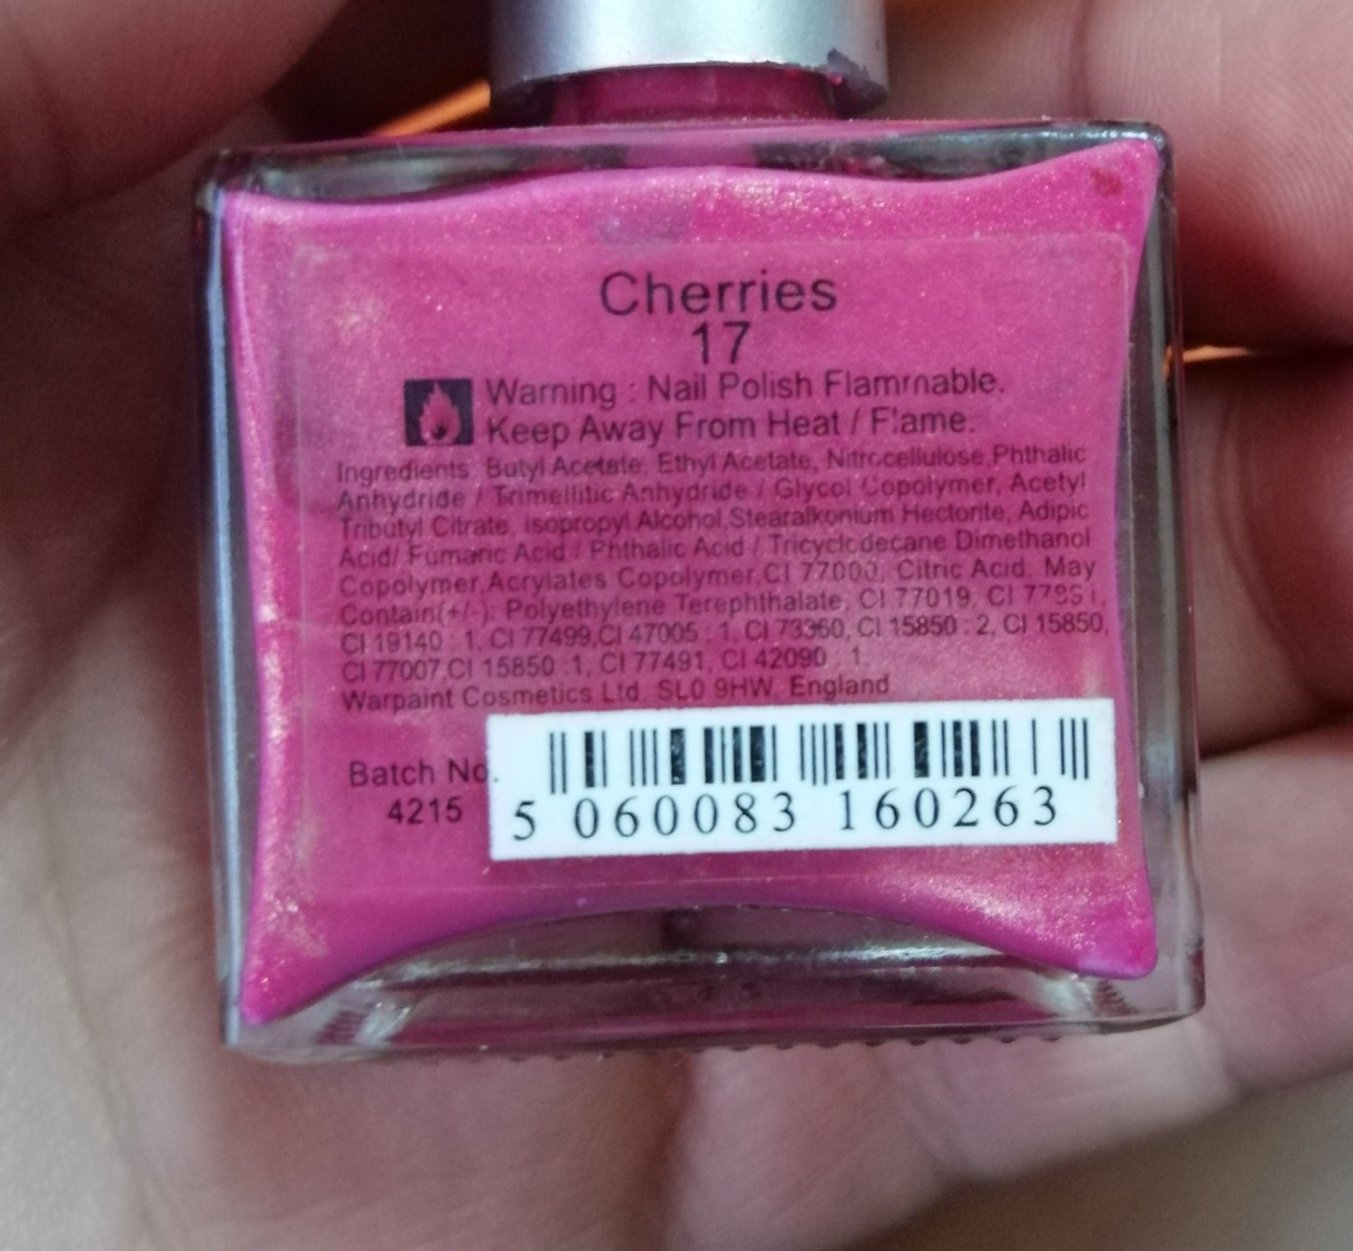 Cherries
17
Warning : Nail Polish Flammable.
Keep Away From Heat / Flame.
Ingredients Butyl Acetate, Ethyl Acetate, Nitrocellulose,Phthalic
Anhydride / Trimellitic Anhydride / Glycol Copolymer, Acetyl
Tributyl Citrate, Isopropyl Alcohol,Stearalkonium Hectorite, Adipic
Acid/ Fumaric Acid / Phthalic Acid / Tricyclodecane Dimethanol
Copolymer,Acrylates Copolymer,CI Citric Acid. May
Contain(+/-): Polyethylene Terephthalate, CI 77019, CI
CI 19140 : 1, CI 77499,CI 47005 : 1, CI 73360, CI 15850 : 2, CI 15850,
CI 77007,CI 15850 :1, CI 77491, CI 42090 : 1.
Warpaint Cosmetics Ltd. SL0 9HW, England
Batch No.
4215
5 060083 160263